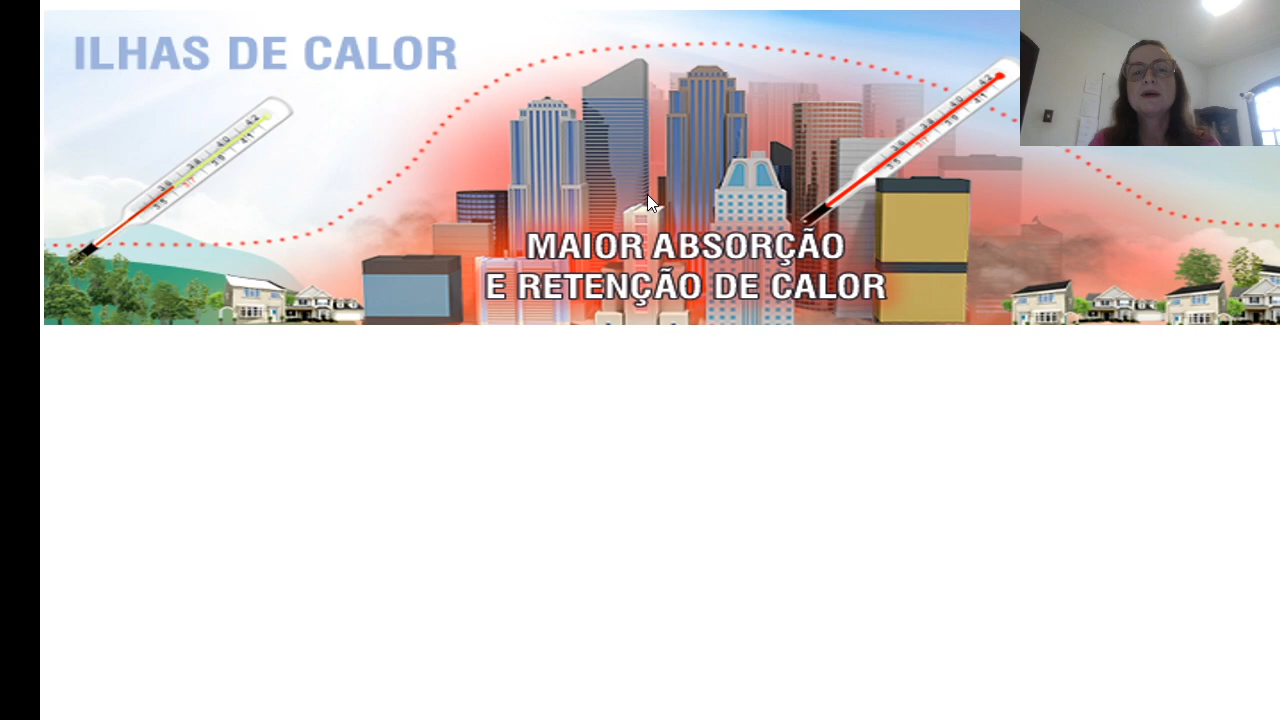 ILHAS DE CALOR
MAIOR ABSORÇÃO
E RETENÇÃO DE CALOR